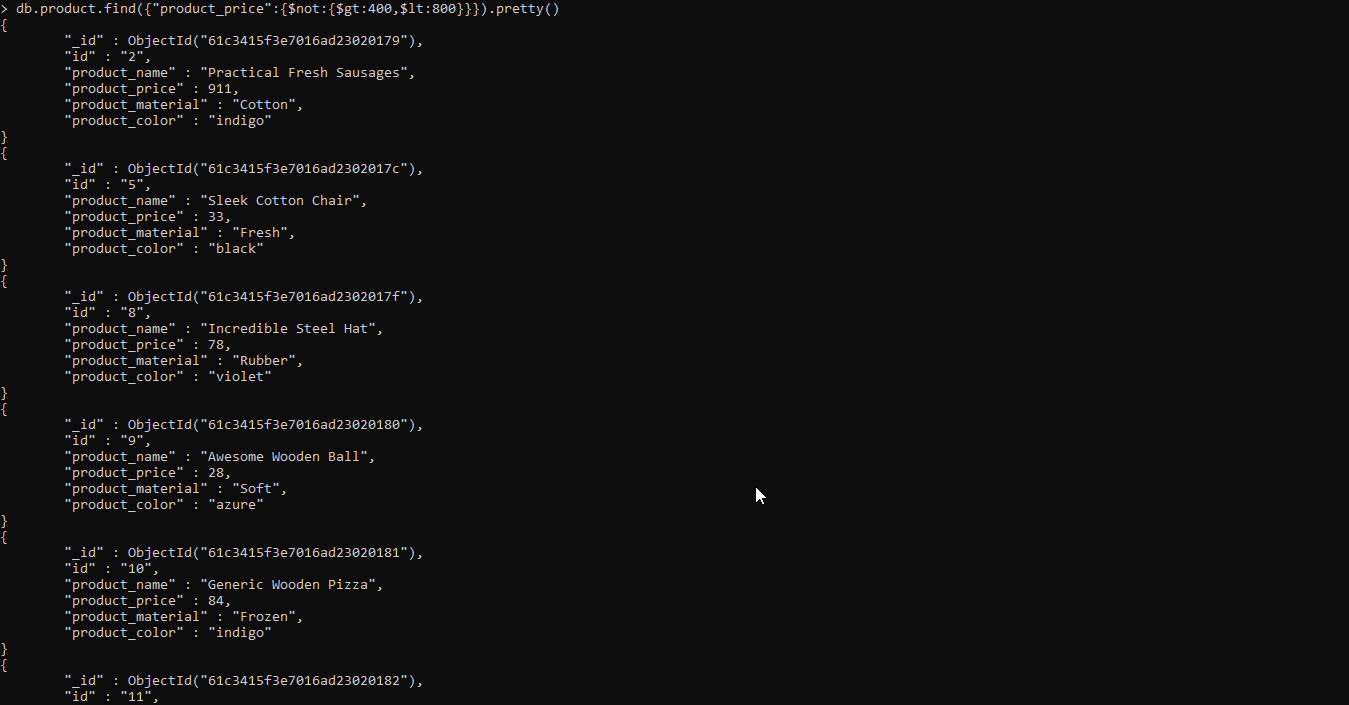 > db.product.find({"product_price":{$not:{$gt:400,$lt:800}}}).pretty()
{
"_id" : ObjectId("61c3415f3e7016ad23020179"),
"id" : "2",
"product_name" : "Practical Fresh Sausages",
"product_price" : 911,
"product_material" : "Cotton",
"product_color" : "indigo"
}
{
"_id" : ObjectId("61c3415f3e7016ad2302017c"),
"id" : "5",
"product_name" : "Sleek Cotton Chair",
"product_price" : 33,
"product_material" : "Fresh",
"product_color" : "black"
}
{
"_id" : ObjectId("61c3415f3e7016ad2302017f"),
"id" : "8",
"product_name" : "Incredible Steel Hat",
"product_price" : 78,
"product_material" : "Rubber",
"product_color" : "violet"
}
{
"_id" : ObjectId("61c3415f3e7016ad23020180"),
"id" : "9",
"product_name" : "Awesome Wooden Ball",
"product_price" : 28,
"product_material" : "Soft",
"product_color" : "azure"
}
{
"_id" : ObjectId("61c3415f3e7016ad23020181"),
"id" : "10",
"product_name" : "Generic Wooden Pizza",
"product_price" : 84,
"product_material" : "Frozen",
"product_color" : "indigo"
}
{
"_id" : ObjectId("61c3415f3e7016ad23020182"),
"id" : "11",